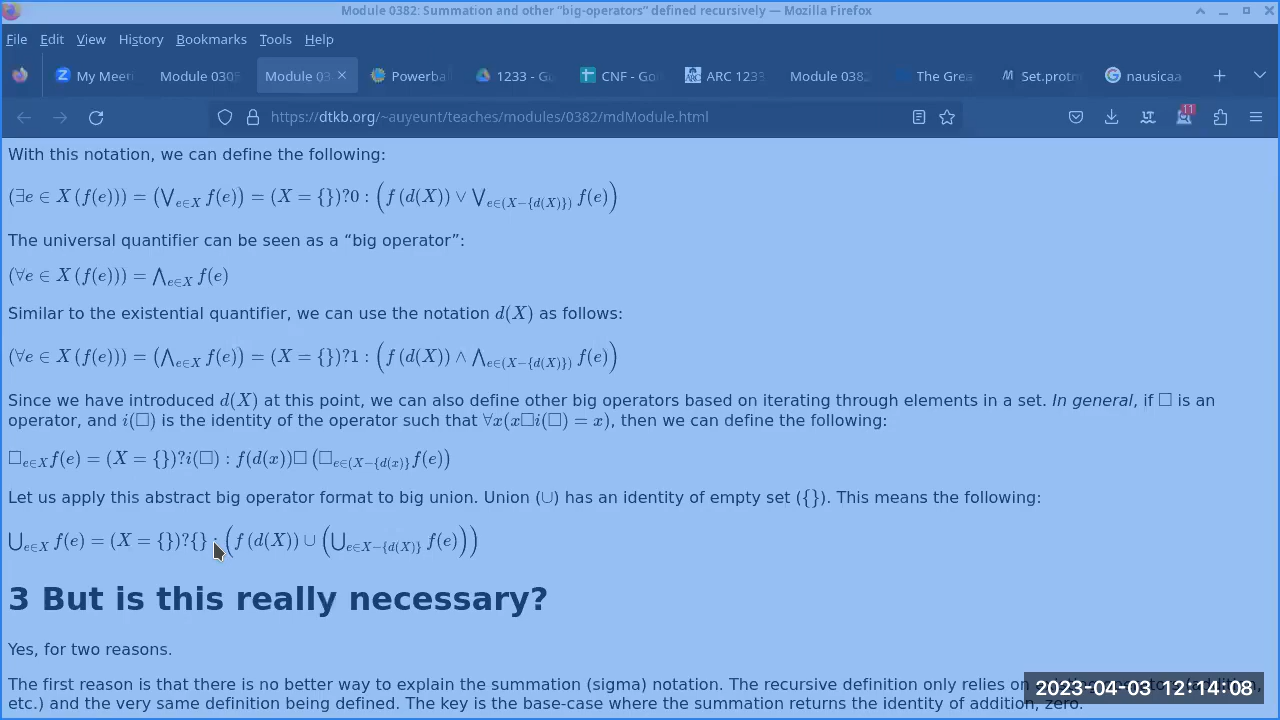 Module 0382: Summation and other “big-operators” defined recursively — Mozilla Firefox
File Edit View History Bookmarks Tools Help
My Meeti Module 0305 Module 03 Powerbal 1233 - Gu CNF - Goo ARC 1233 Module 0382 The Grea Set.protm nausicaa
https://dtkb.org/~auyeunt/teaches/modules/0382/mdModule.html 11
With this notation, we can define the following:
(∃e ∈ X (f(e))) = (⋁_{e∈X} f(e)) = (X = {})?0 : (f (d(X)) ∨ ⋁_{e∈(X−{d(X)})} f(e))
The universal quantifier can be seen as a “big operator”:
(∀e ∈ X (f(e))) = ⋀_{e∈X} f(e)
Similar to the existential quantifier, we can use the notation d(X) as follows:
(∀e ∈ X (f(e))) = (⋀_{e∈X} f(e)) = (X = {})?1 : (f (d(X)) ∧ ⋀_{e∈(X−{d(X)})} f(e))
Since we have introduced d(X) at this point, we can also define other big operators based on iterating through elements in a set. In general, if □ is an
operator, and i(□) is the identity of the operator such that ∀x(x□i(□) = x), then we can define the following:
□_{e∈X} f(e) = (X = {})?i(□) : f(d(x))□ (□_{e∈(X−{d(x)}} f(e))
Let us apply this abstract big operator format to big union. Union (∪) has an identity of empty set ({}). This means the following:
⋃_{e∈X} f(e) = (X = {})?{} : (f (d(X)) ∪ (⋃_{e∈X−{d(X)}} f(e)))
3 But is this really necessary?
Yes, for two reasons.
The first reason is that there is no better way to explain the summation (sigma) notation. The recursive definition only relies on
etc.) and the very same definition being defined. The key is the base-case where the summation returns the identity of addition, zero.
2023-04-03 12:14:08